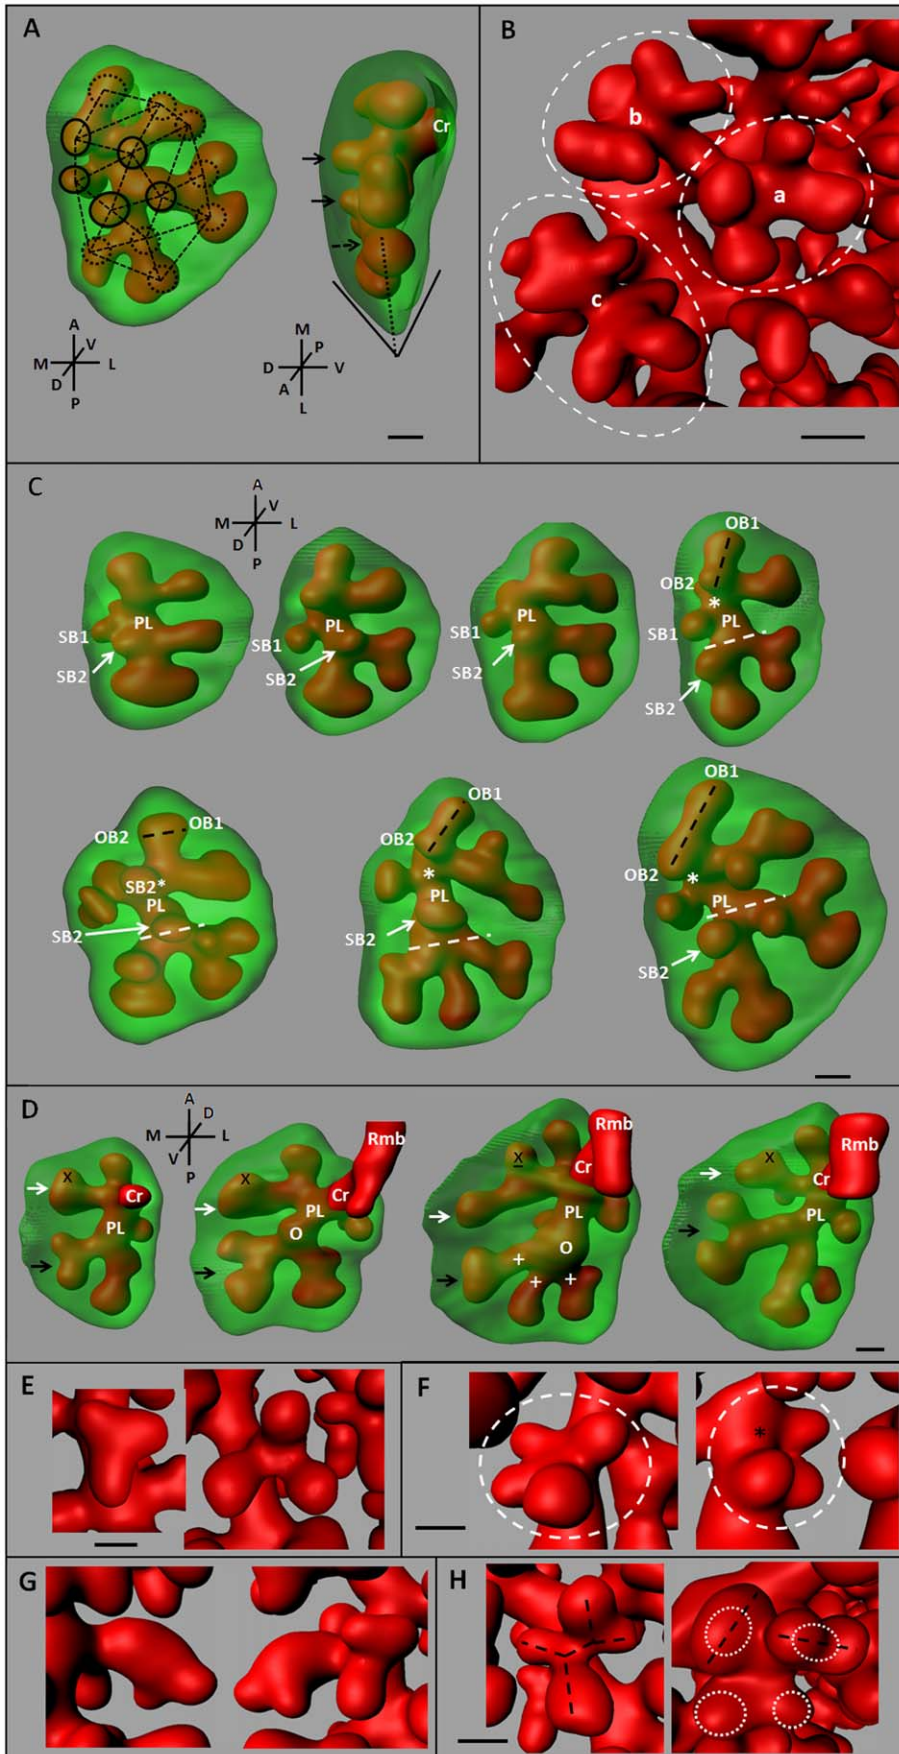 A
Cr
A
V
M L
D
P
M
P
D V
A
L
B
b
a
c
C
A
V
M L
D
P
PL
SB1
SB2
PL
SB1
SB2
PL
SB1
SB2
OB1
OB2
*
PL
SB1
SB2
OB2 OB1
SB2*
PL
SB2
OB1
OB2
*
PL
SB2
OB1
OB2
*
PL
SB2
D
A
D
M L
V
P
X
Cr
PL
Rmb
X
Cr
PL
O
Rmb
X
Cr
PL
O
+
+ +
Rmb
X
Cr
PL
E
F
*
G
H